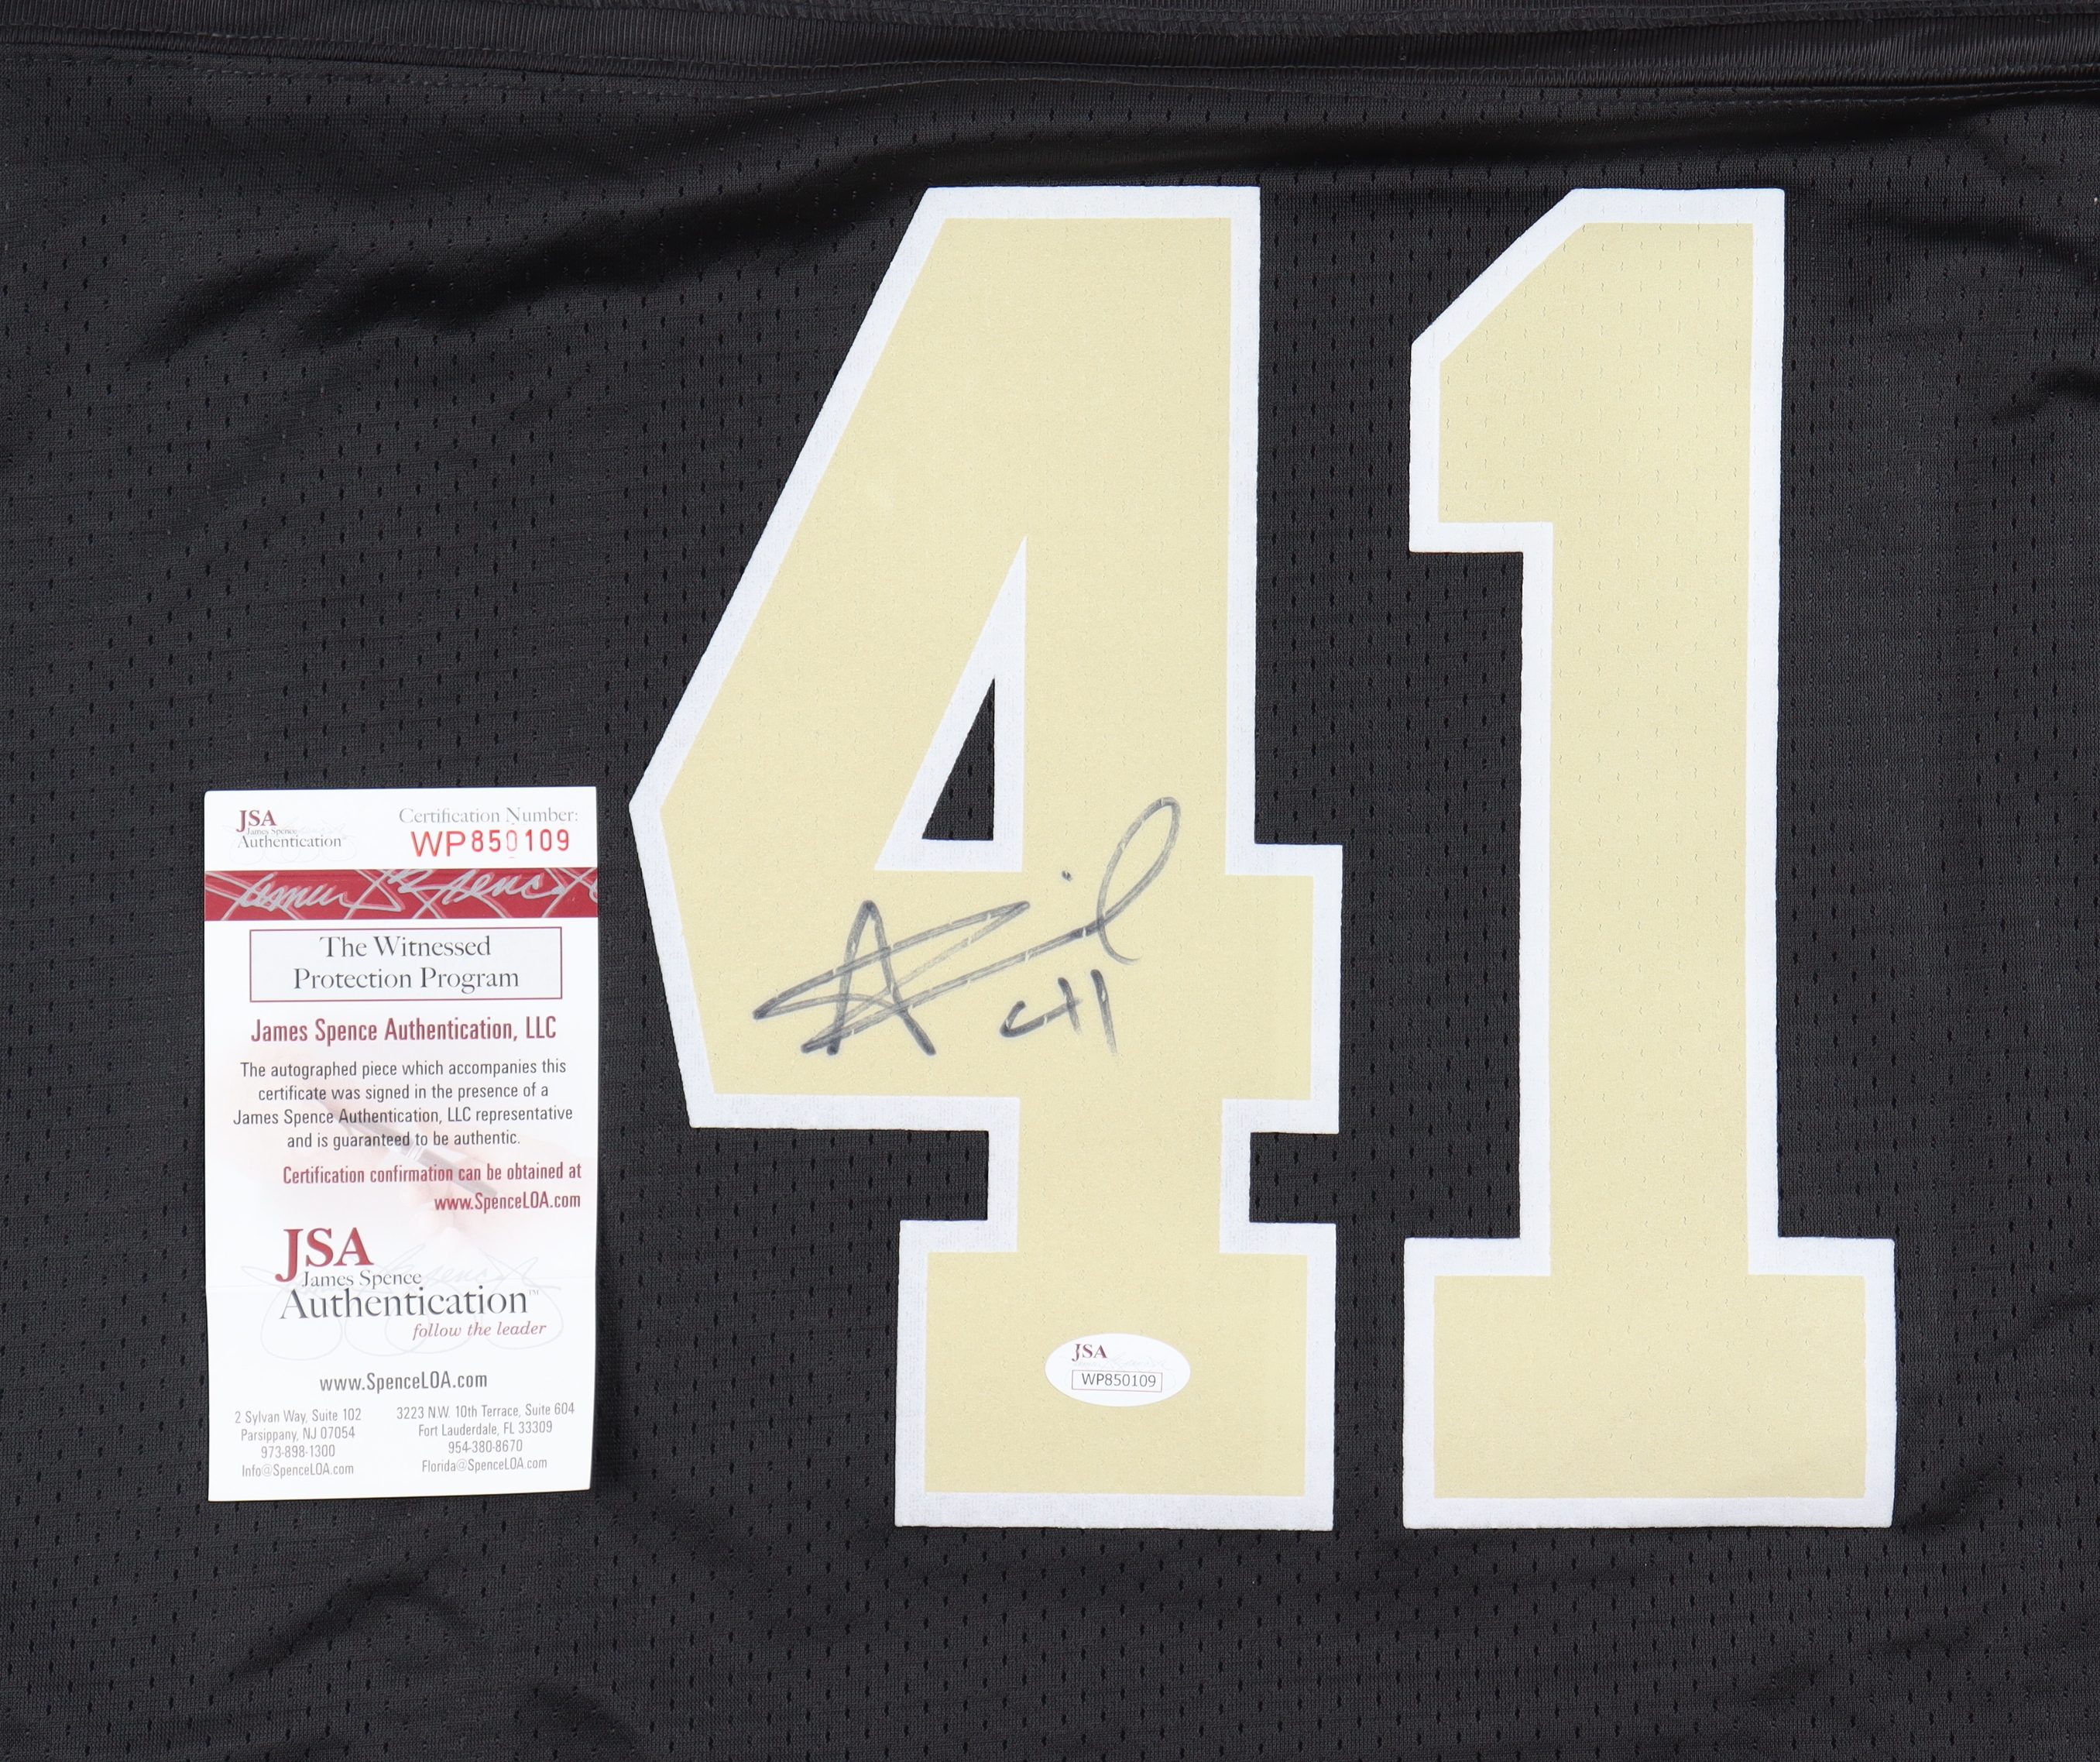 41
JSA
James Spence
Authentication
Certification Number:
WP850109
The Witnessed
Protection Program
James Spence Authentication, LLC
The autographed piece which accompanies this
certificate was signed in the presence of a
James Spence Authentication, LLC representative
and is guaranteed to be authentic.
Certification confirmation can be obtained at
www.SpenceLOA.com
JSA
James Spence
Authentication™
follow the leader
www.SpenceLOA.com
2 Sylvan Way, Suite 102
Parsippany, NJ 07054
973-898-1300
Info@SpenceLOA.com
3223 N.W. 10th Terrace, Suite 604
Fort Lauderdale, FL 33309
954-380-8670
Florida@SpenceLOA.com
41
JSA
WP850109